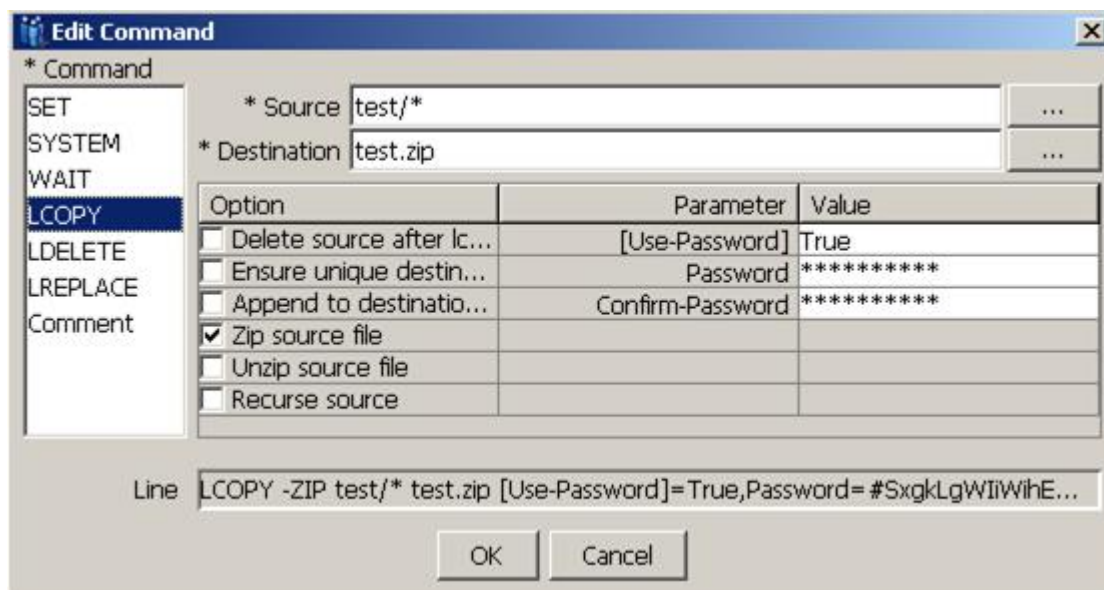 Edit Command
* Command
SET
SYSTEM
WAIT
LCOPY
LDELETE
LREPLACE
Comment
* Source test/* ...
* Destination test.zip ...
Option Parameter Value
Delete source after lc... [Use-Password] True
Ensure unique destin... Password **********
Append to destinatio... Confirm-Password **********
Zip source file
Unzip source file
Recurse source
Line LCOPY -ZIP test/* test.zip [Use-Password]=True,Password=#SxgkLgWIiWihE...
OK Cancel